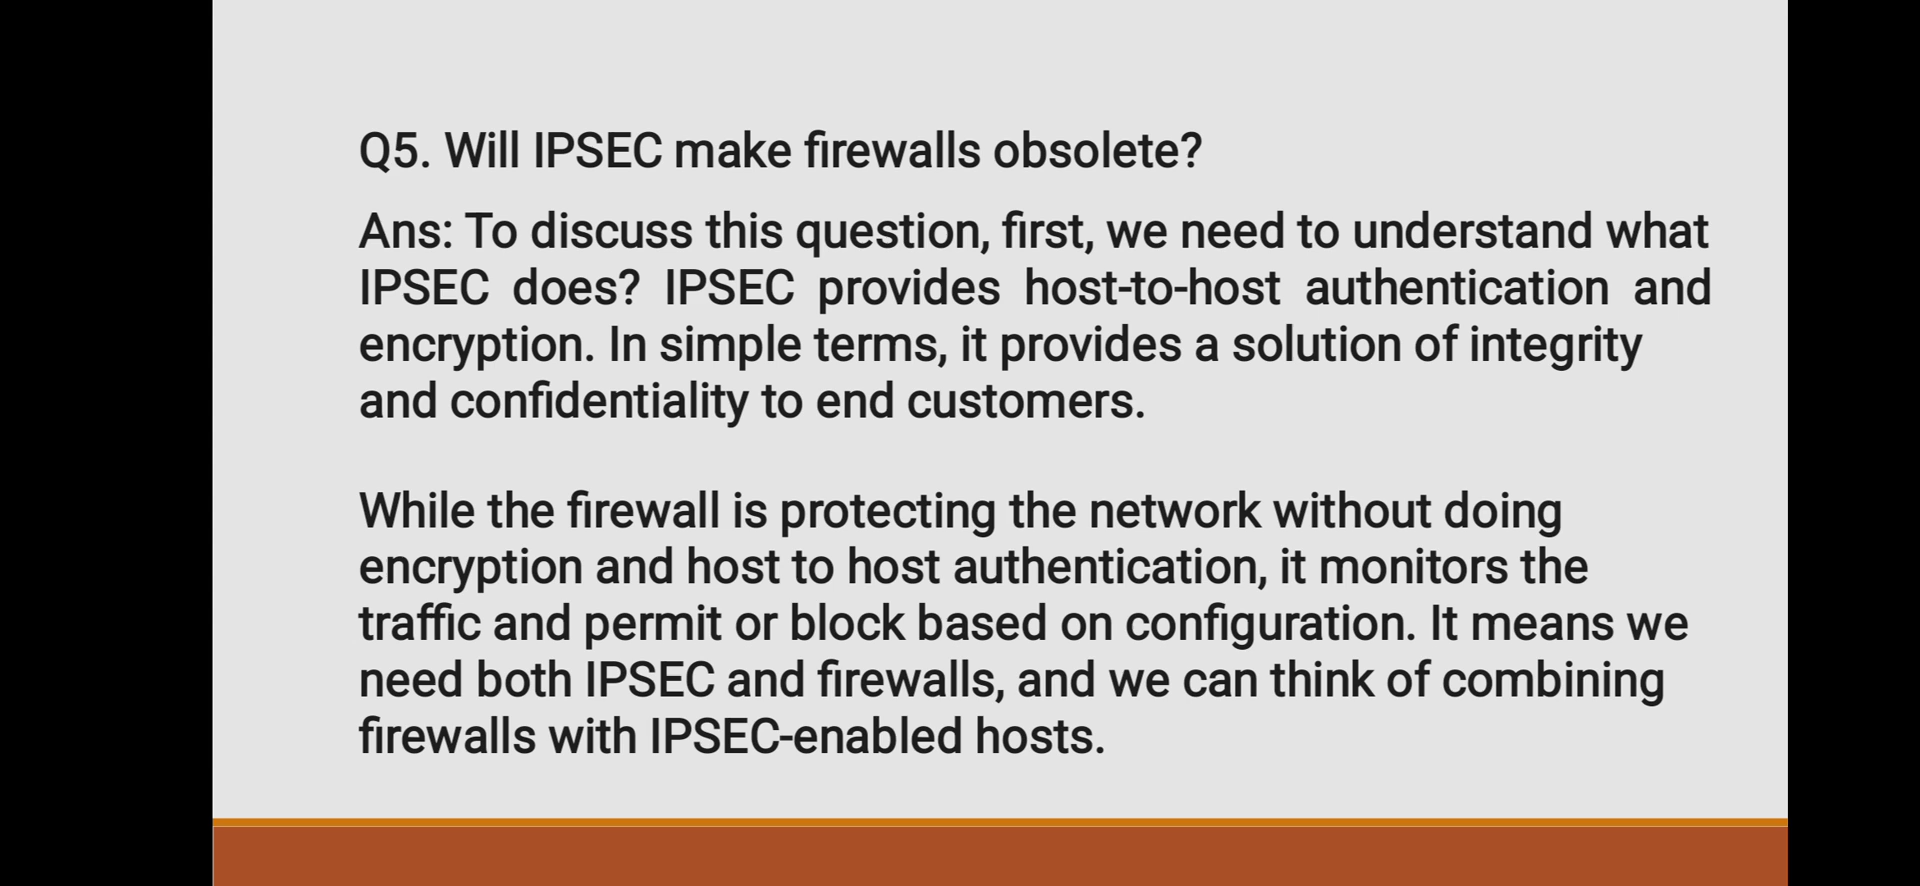 Q5. Will IPSEC make firewalls obsolete?
Ans: To discuss this question, first, we need to understand what
IPSEC does? IPSEC provides host-to-host authentication and
encryption. In simple terms, it provides a solution of integrity
and confidentiality to end customers.
While the firewall is protecting the network without doing
encryption and host to host authentication, it monitors the
traffic and permit or block based on configuration. It means we
need both IPSEC and firewalls, and we can think of combining
firewalls with IPSEC-enabled hosts.